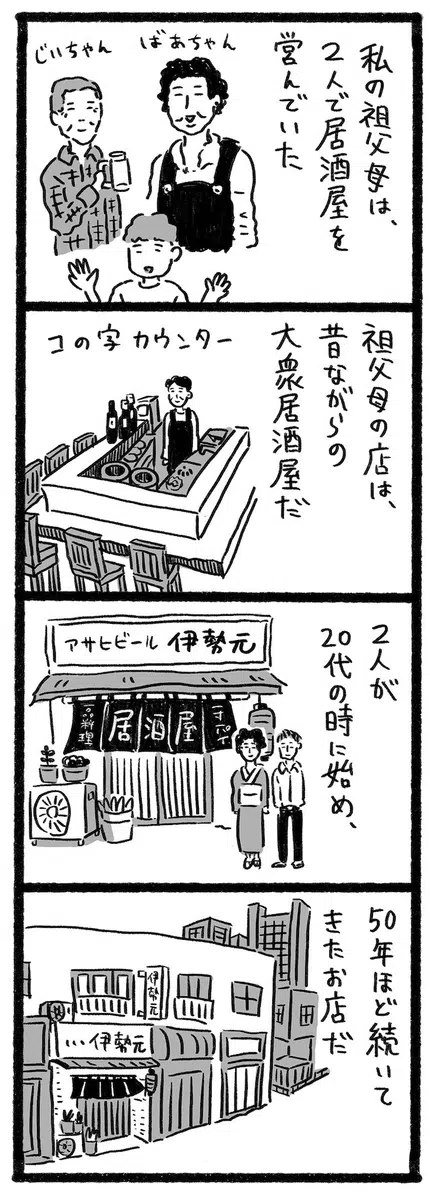 私の祖父母は、
2人で居酒屋を
営んでいた
ばあちゃん
じいちゃん
祖父母の店は、
昔ながらの
大衆居酒屋だ
コの字カウンター
2人が
20代の時に始め、
アサヒビール 伊勢元
一品料理
居酒屋
50年ほど続いて
きたお店だ
伊勢元
…伊勢元